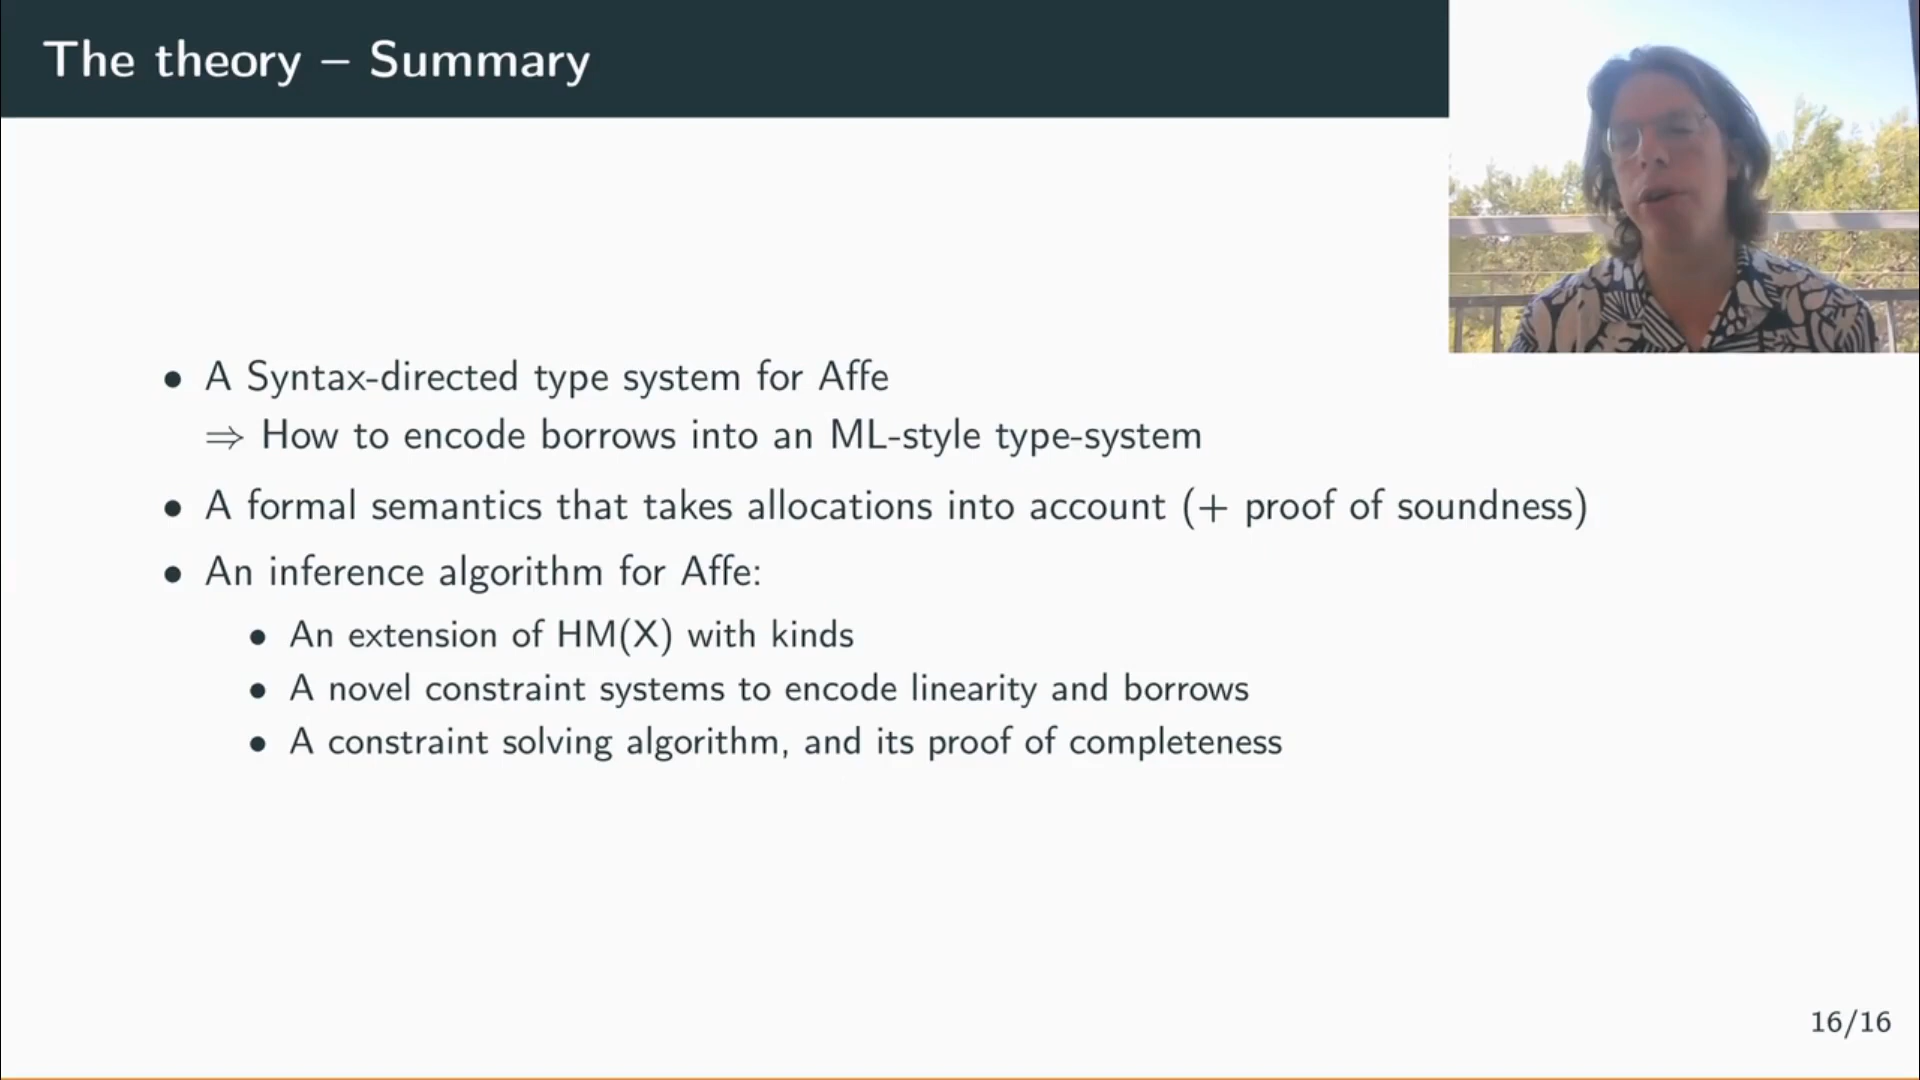 The theory – Summary
• A Syntax-directed type system for Affe
⇒ How to encode borrows into an ML-style type-system
• A formal semantics that takes allocations into account (+ proof of soundness)
• An inference algorithm for Affe:
• An extension of HM(X) with kinds
• A novel constraint systems to encode linearity and borrows
• A constraint solving algorithm, and its proof of completeness
16/16